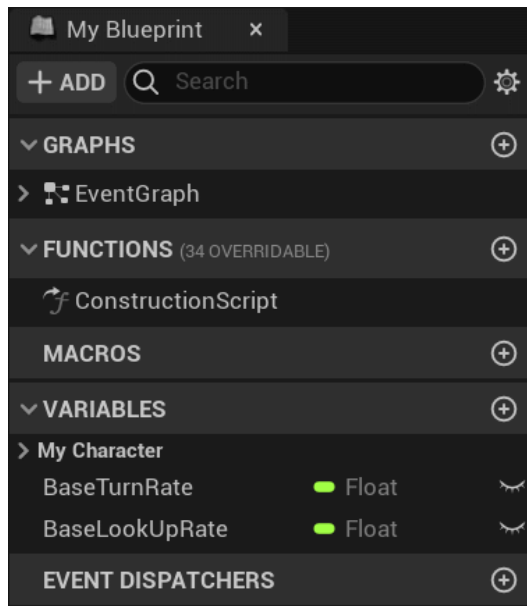 My Blueprint
ADD Search
GRAPHS
EventGraph
FUNCTIONS (34 OVERRIDABLE)
ConstructionScript
MACROS
VARIABLES
My Character
BaseTurnRate Float
BaseLookUpRate Float
EVENT DISPATCHERS